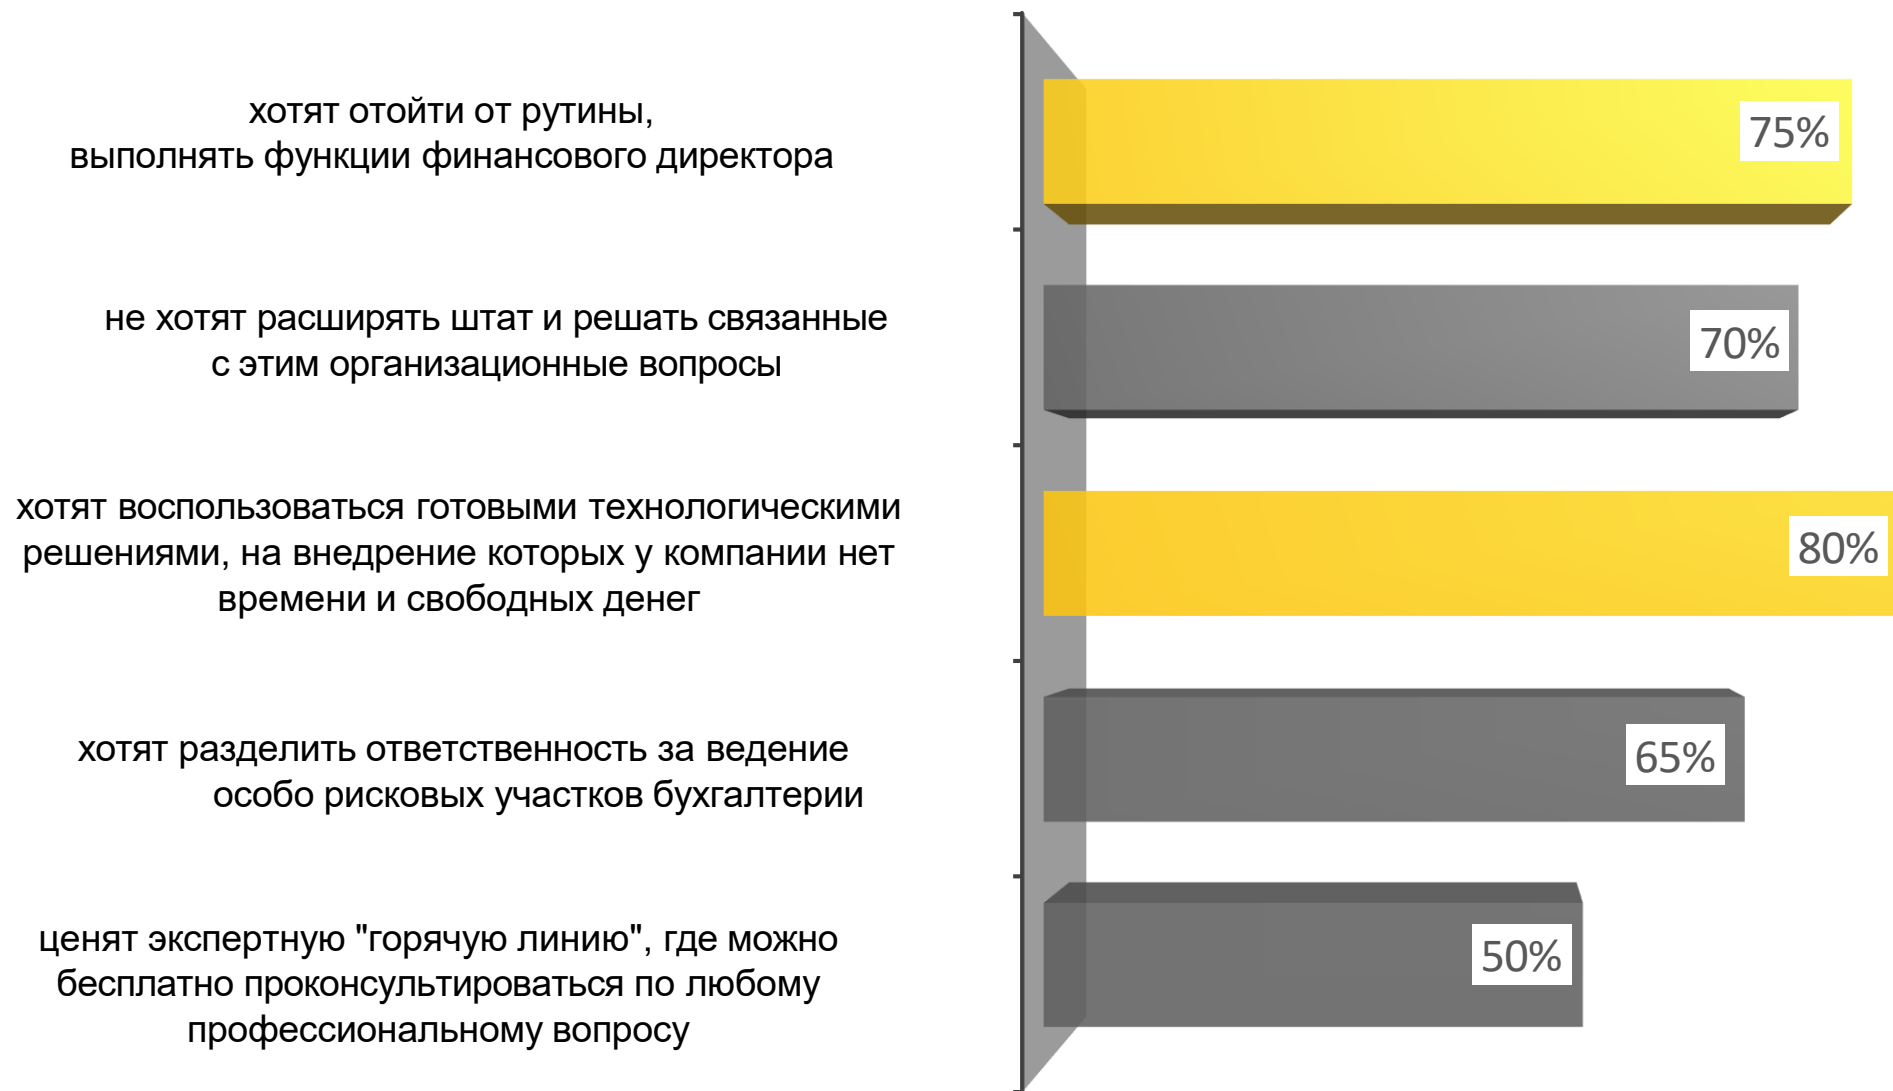 хотят отойти от рутины,
выполнять функции финансового директора
75%
не хотят расширять штат и решать связанные
с этим организационные вопросы
70%
хотят воспользоваться готовыми технологическими
решениями, на внедрение которых у компании нет
времени и свободных денег
80%
хотят разделить ответственность за ведение
особо рисковых участков бухгалтерии
65%
ценят экспертную "горячую линию", где можно
бесплатно проконсультироваться по любому
профессиональному вопросу
50%